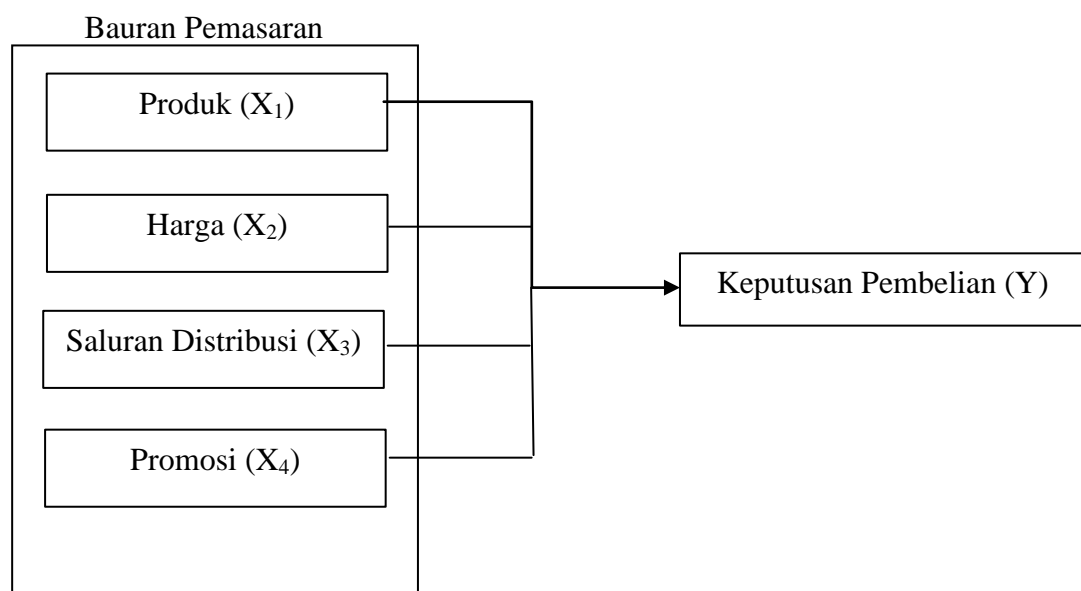 Bauran Pemasaran
Produk (X₁)
Harga (X₂)
Saluran Distribusi (X₃)
Promosi (X₄)
Keputusan Pembelian (Y)